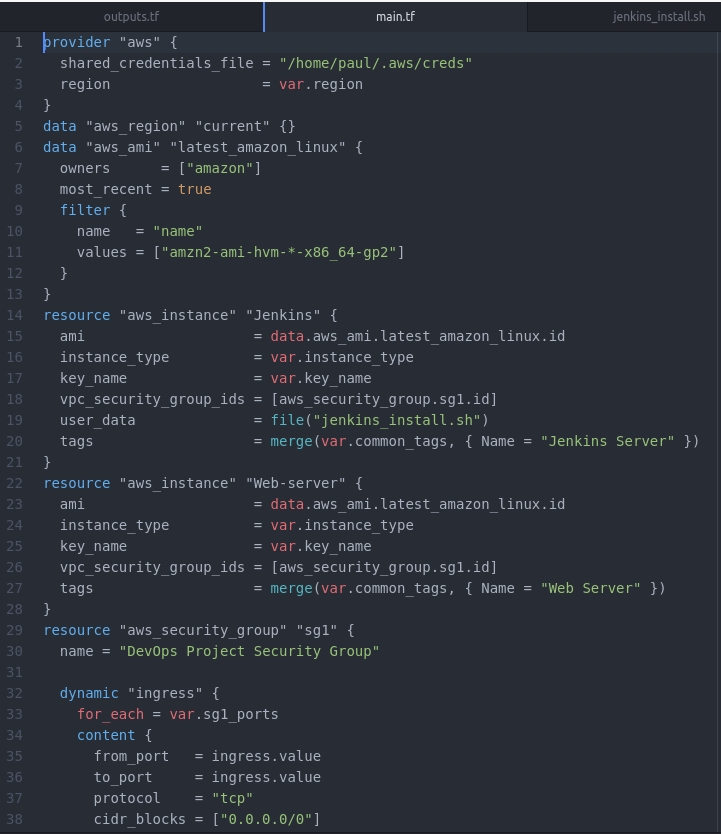 outputs.tf main.tf jenkins_install.sh
1 provider "aws" {
2   shared_credentials_file = "/home/paul/.aws/creds"
3   region                  = var.region
4 }
5 data "aws_region" "current" {}
6 data "aws_ami" "latest_amazon_linux" {
7   owners      = ["amazon"]
8   most_recent = true
9   filter {
10     name   = "name"
11     values = ["amzn2-ami-hvm-*-x86_64-gp2"]
12   }
13 }
14 resource "aws_instance" "Jenkins" {
15   ami                    = data.aws_ami.latest_amazon_linux.id
16   instance_type          = var.instance_type
17   key_name               = var.key_name
18   vpc_security_group_ids = [aws_security_group.sg1.id]
19   user_data              = file("jenkins_install.sh")
20   tags                   = merge(var.common_tags, { Name = "Jenkins Server" })
21 }
22 resource "aws_instance" "Web-server" {
23   ami                    = data.aws_ami.latest_amazon_linux.id
24   instance_type          = var.instance_type
25   key_name               = var.key_name
26   vpc_security_group_ids = [aws_security_group.sg1.id]
27   tags                   = merge(var.common_tags, { Name = "Web Server" })
28 }
29 resource "aws_security_group" "sg1" {
30   name = "DevOps Project Security Group"
31
32   dynamic "ingress" {
33     for_each = var.sg1_ports
34     content {
35       from_port   = ingress.value
36       to_port     = ingress.value
37       protocol    = "tcp"
38       cidr_blocks = ["0.0.0.0/0"]